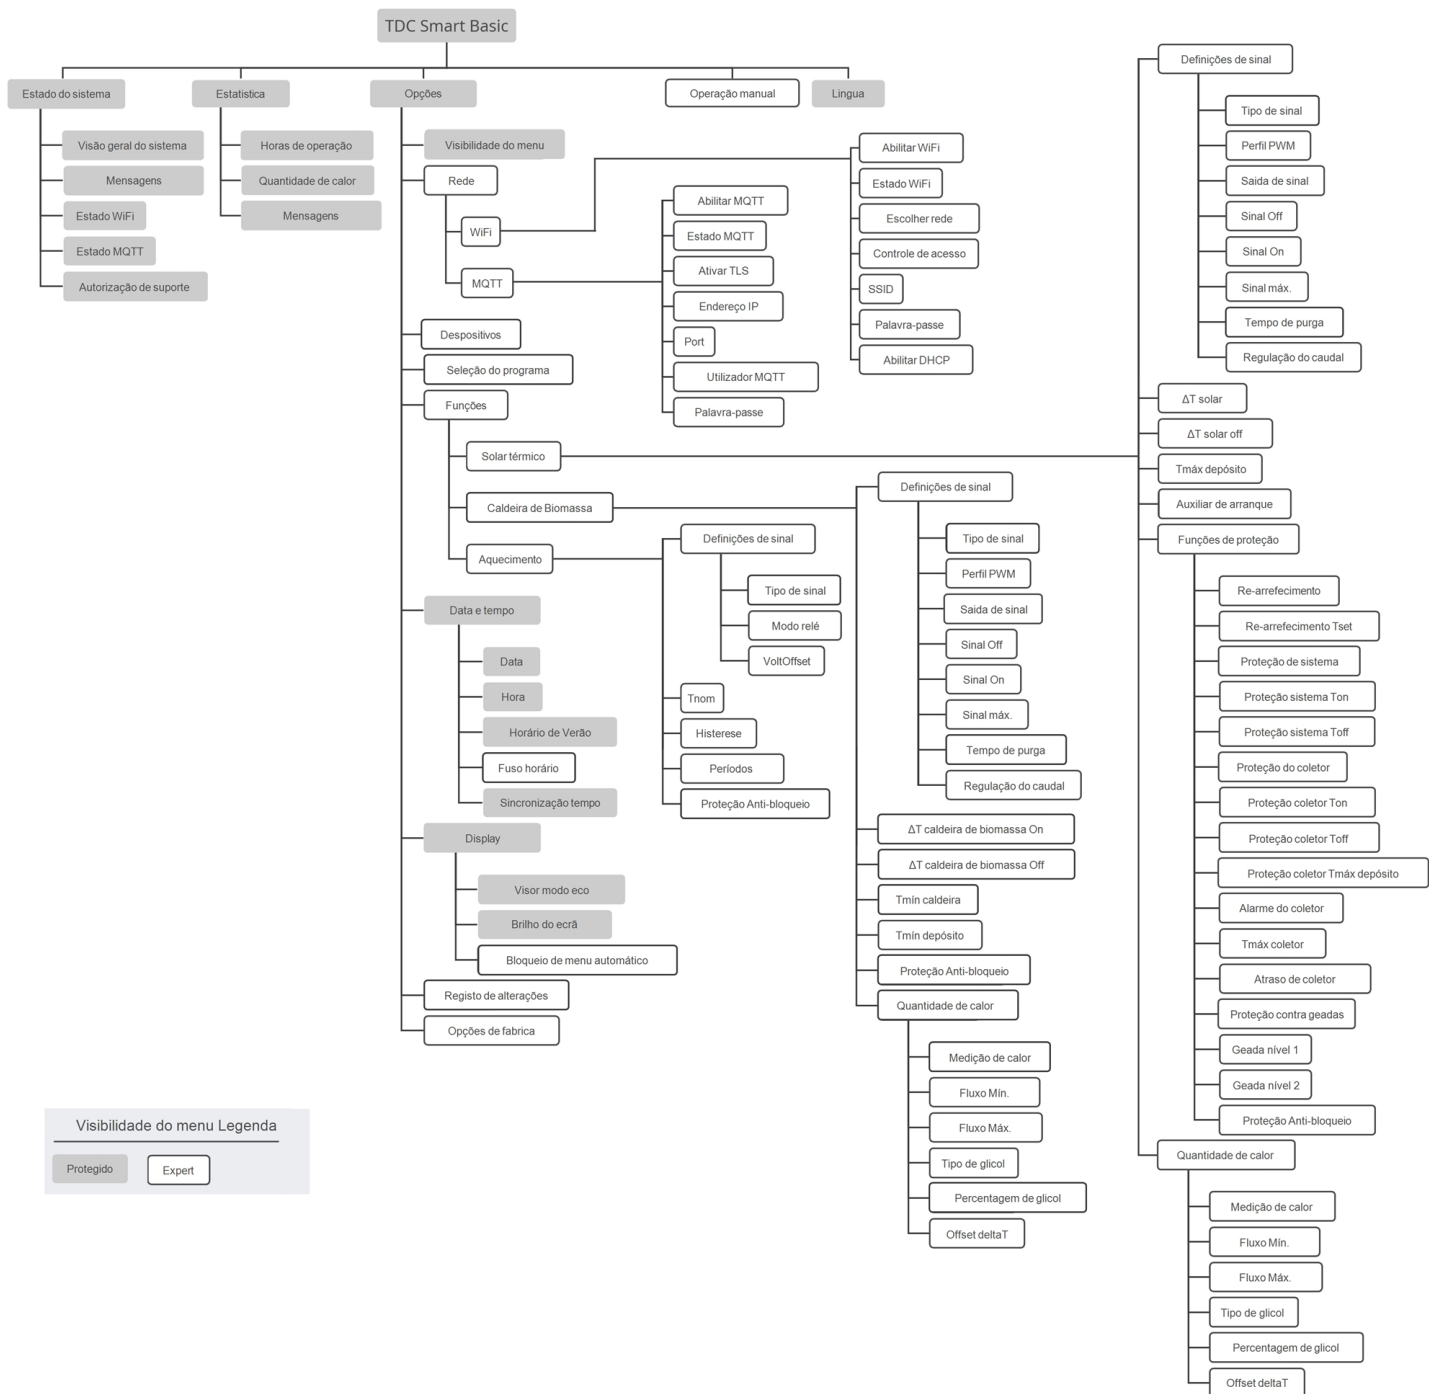 TDC Smart Basic
Estado do sistema
Visão geral do sistema
Mensagens
Estado WiFi
Estado MQTT
Autorização de suporte
Estatistica
Horas de operação
Quantidade de calor
Mensagens
Opções
Visibilidade do menu
Rede
WiFi
Abilitar WiFi
Estado WiFi
Escolher rede
Controle de acesso
SSID
Palavra-passe
Abilitar DHCP
MQTT
Abilitar MQTT
Estado MQTT
Ativar TLS
Endereço IP
Port
Utilizador MQTT
Palavra-passe
Despositivos
Seleção do programa
Funções
Solar térmico
Definições de sinal
Tipo de sinal
Perfil PWM
Saida de sinal
Sinal Off
Sinal On
Sinal máx.
Tempo de purga
Regulação do caudal
ΔT solar
ΔT solar off
Tmáx depósito
Auxiliar de arranque
Funções de proteção
Re-arrefecimento
Re-arrefecimento Tset
Proteção de sistema
Proteção sistema Ton
Proteção sistema Toff
Proteção do coletor
Proteção coletor Ton
Proteção coletor Toff
Proteção coletor Tmáx depósito
Alarme do coletor
Tmáx coletor
Atraso de coletor
Proteção contra geadas
Geada nível 1
Geada nível 2
Proteção Anti-bloqueio
Quantidade de calor
Medição de calor
Fluxo Mín.
Fluxo Máx.
Tipo de glicol
Percentagem de glicol
Offset deltaT
Caldeira de Biomassa
Definições de sinal
Tipo de sinal
Perfil PWM
Saida de sinal
Sinal Off
Sinal On
Sinal máx.
Tempo de purga
Regulação do caudal
ΔT caldeira de biomassa On
ΔT caldeira de biomassa Off
Tmín caldeira
Tmín depósito
Proteção Anti-bloqueio
Quantidade de calor
Medição de calor
Fluxo Mín.
Fluxo Máx.
Tipo de glicol
Percentagem de glicol
Offset deltaT
Aquecimento
Definições de sinal
Tipo de sinal
Modo relé
VoltOffset
Tnom
Histerese
Períodos
Proteção Anti-bloqueio
Data e tempo
Data
Hora
Horário de Verão
Fuso horário
Sincronização tempo
Display
Visor modo eco
Brilho do ecrã
Bloqueio de menu automático
Registo de alterações
Opções de fabrica
Operação manual
Lingua
Visibilidade do menu Legenda
Protegido
Expert